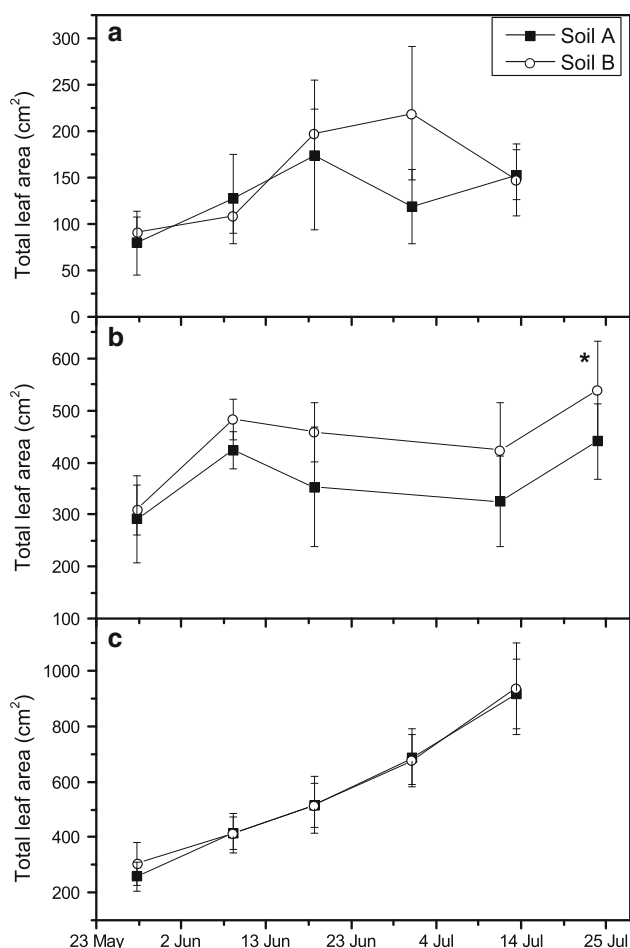 a
Soil A
Soil B
300
250
200
150
100
50
0
Total leaf area (cm²)
b
*
600
500
400
300
200
100
Total leaf area (cm²)
c
1000
800
600
400
200
Total leaf area (cm²)
23 May 2 Jun 13 Jun 23 Jun 4 Jul 14 Jul 25 Jul